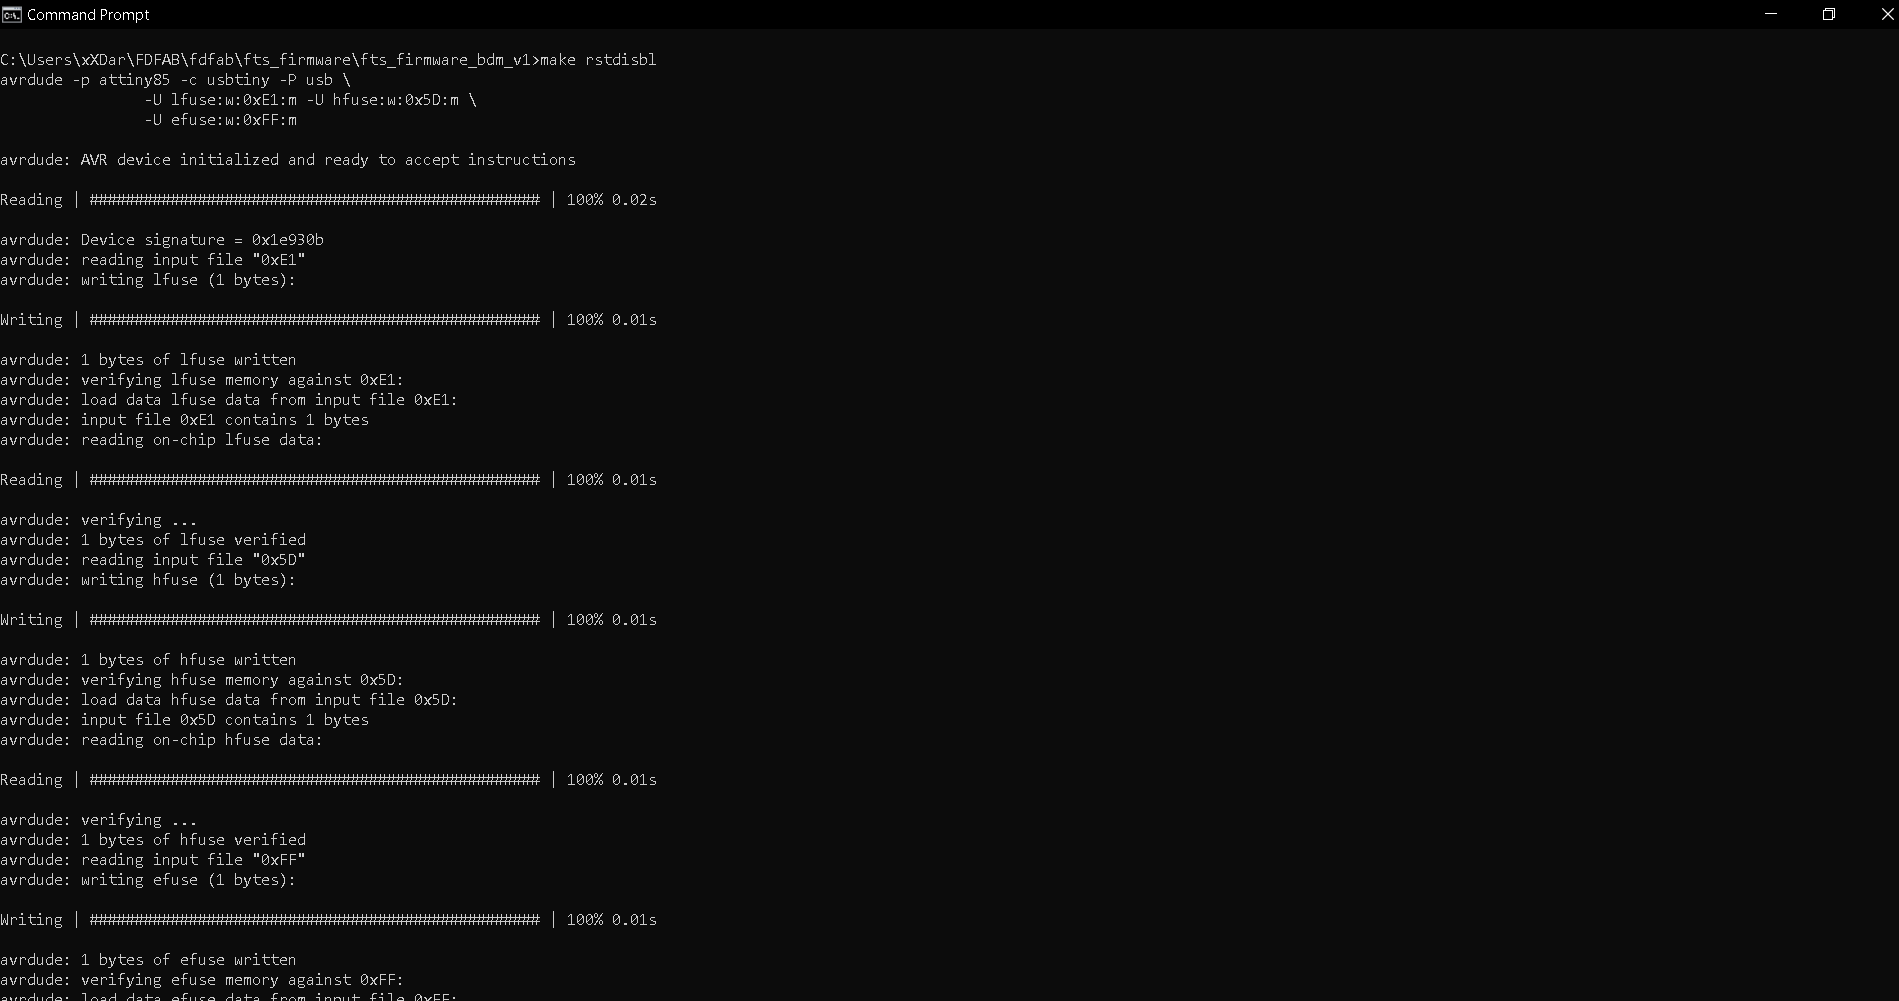 Command Prompt
C:\Users\xXDar\FDFAB\fdfab\fts_firmware\fts_firmware_bdm_v1>make rstdisbl
avrdude -p attiny85 -c usbtiny -P usb \
-U lfuse:w:0xE1:m -U hfuse:w:0x5D:m \
-U efuse:w:0xFF:m
avrdude: AVR device initialized and ready to accept instructions
Reading | ################################################## | 100% 0.02s
avrdude: Device signature = 0x1e930b
avrdude: reading input file "0xE1"
avrdude: writing lfuse (1 bytes):
Writing | ################################################## | 100% 0.01s
avrdude: 1 bytes of lfuse written
avrdude: verifying lfuse memory against 0xE1:
avrdude: load data lfuse data from input file 0xE1:
avrdude: input file 0xE1 contains 1 bytes
avrdude: reading on-chip lfuse data:
Reading | ################################################## | 100% 0.01s
avrdude: verifying ...
avrdude: 1 bytes of lfuse verified
avrdude: reading input file "0x5D"
avrdude: writing hfuse (1 bytes):
Writing | ################################################## | 100% 0.01s
avrdude: 1 bytes of hfuse written
avrdude: verifying hfuse memory against 0x5D:
avrdude: load data hfuse data from input file 0x5D:
avrdude: input file 0x5D contains 1 bytes
avrdude: reading on-chip hfuse data:
Reading | ################################################## | 100% 0.01s
avrdude: verifying ...
avrdude: 1 bytes of hfuse verified
avrdude: reading input file "0xFF"
avrdude: writing efuse (1 bytes):
Writing | ################################################## | 100% 0.01s
avrdude: 1 bytes of efuse written
avrdude: verifying efuse memory against 0xFF:
avrdude: load data efuse data from input file 0xFF: